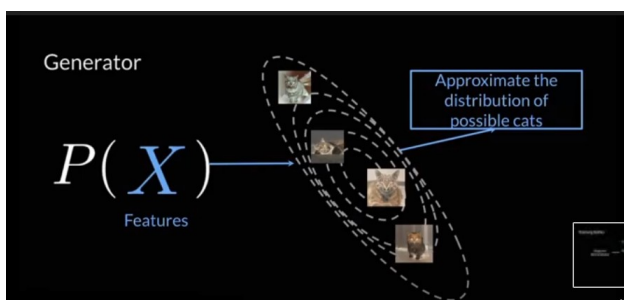 Generator
Approximate the
distribution of
possible cats
P(X)
Features